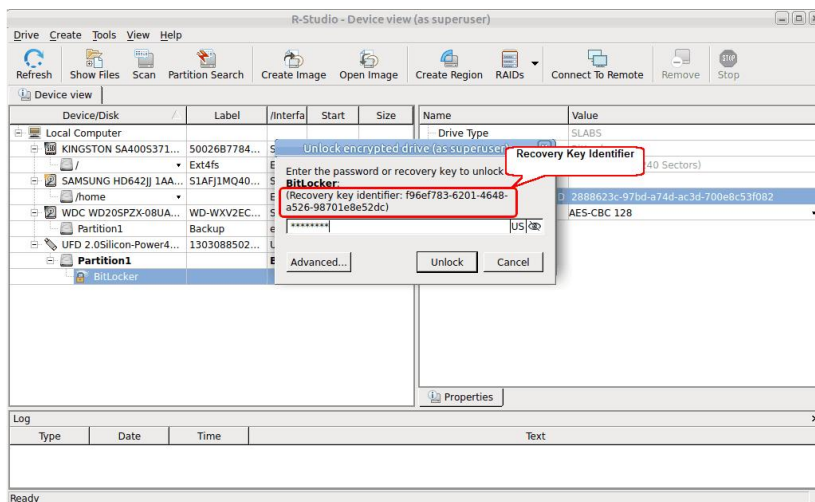 R-Studio - Device view (as superuser)
Drive Create Tools View Help
Refresh Show Files Scan Partition Search Create Image Open Image Create Region RAIDs Connect To Remote Remove Stop
Device view
Device/Disk Label /Interfa Start Size Name Value
Local Computer Drive Type SLABS
KINGSTON SA400S371... 50026B7784...
/ Ext4fs
SAMSUNG HD642JJ 1AA... S1AFJ1MQ40...
/home 2888623c-97bd-a74d-ac3d-700e8c53f082
WDC WD20SPZX-08UA... WD-WXV2EC... AES-CBC 128
Partition1 Backup
UFD 2.0Silicon-Power4... 1303088502...
Partition1
BitLocker
Unlock encrypted drive (as superuser)
Recovery Key Identifier
40 Sectors)
Enter the password or recovery key to unlock
BitLocker:
(Recovery key identifier: f96ef783-6201-4648-
a526-98701e8e52dc)
******** US
Advanced... Unlock Cancel
Properties
Log
Type Date Time Text
Ready